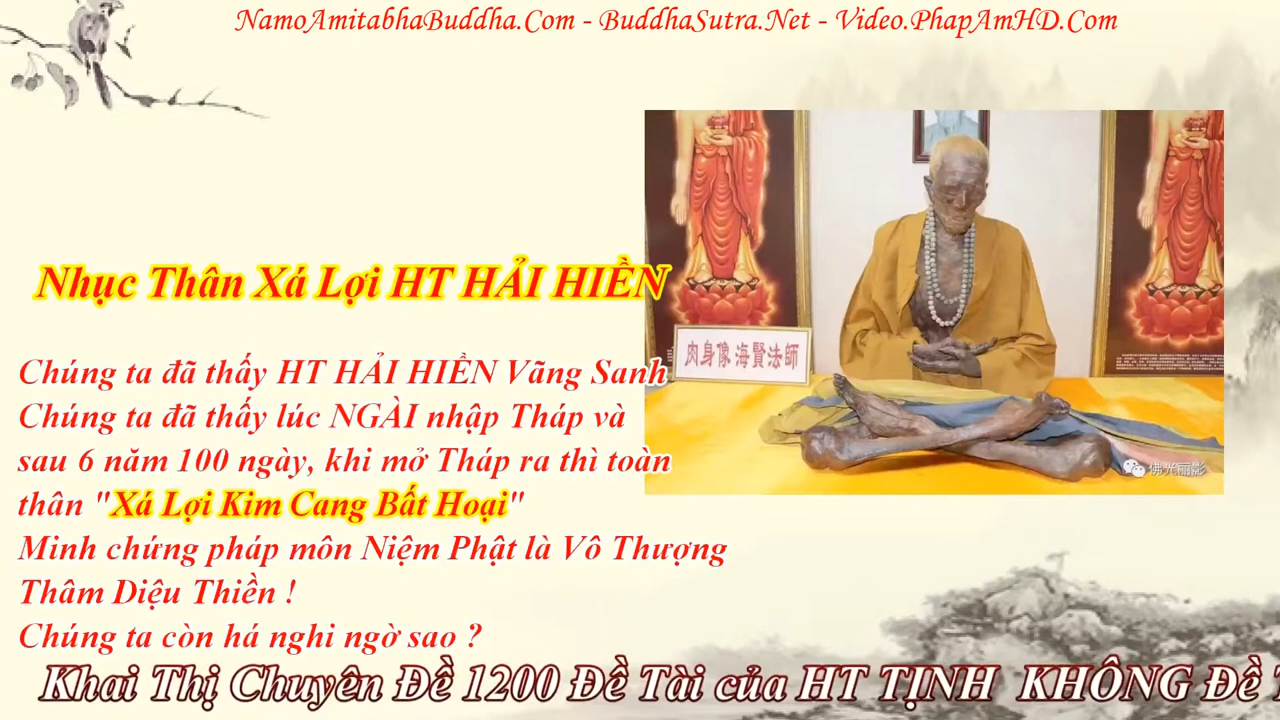 NamoAmitabhaBuddha.Com - BuddhaSutra.Net - Video.PhapAmHD.Com
Nhục Thân Xá Lợi HT HẢI HIỀN
肉身像 海賢法師
Chúng ta đã thấy HT HẢI HIỀN Vãng Sanh
Chúng ta đã thấy lúc NGÀI nhập Tháp và
sau 6 năm 100 ngày, khi mở Tháp ra thì toàn
thân "Xá Lợi Kim Cang Bất Hoại"
佛光丽影
Minh chứng pháp môn Niệm Phật là Vô Thượng
Thâm Diệu Thiền !
Chúng ta còn há nghi ngờ sao ?
Khai Thị Chuyên Đề 1200 Đề Tài của HT TỊNH KHÔNG Đề